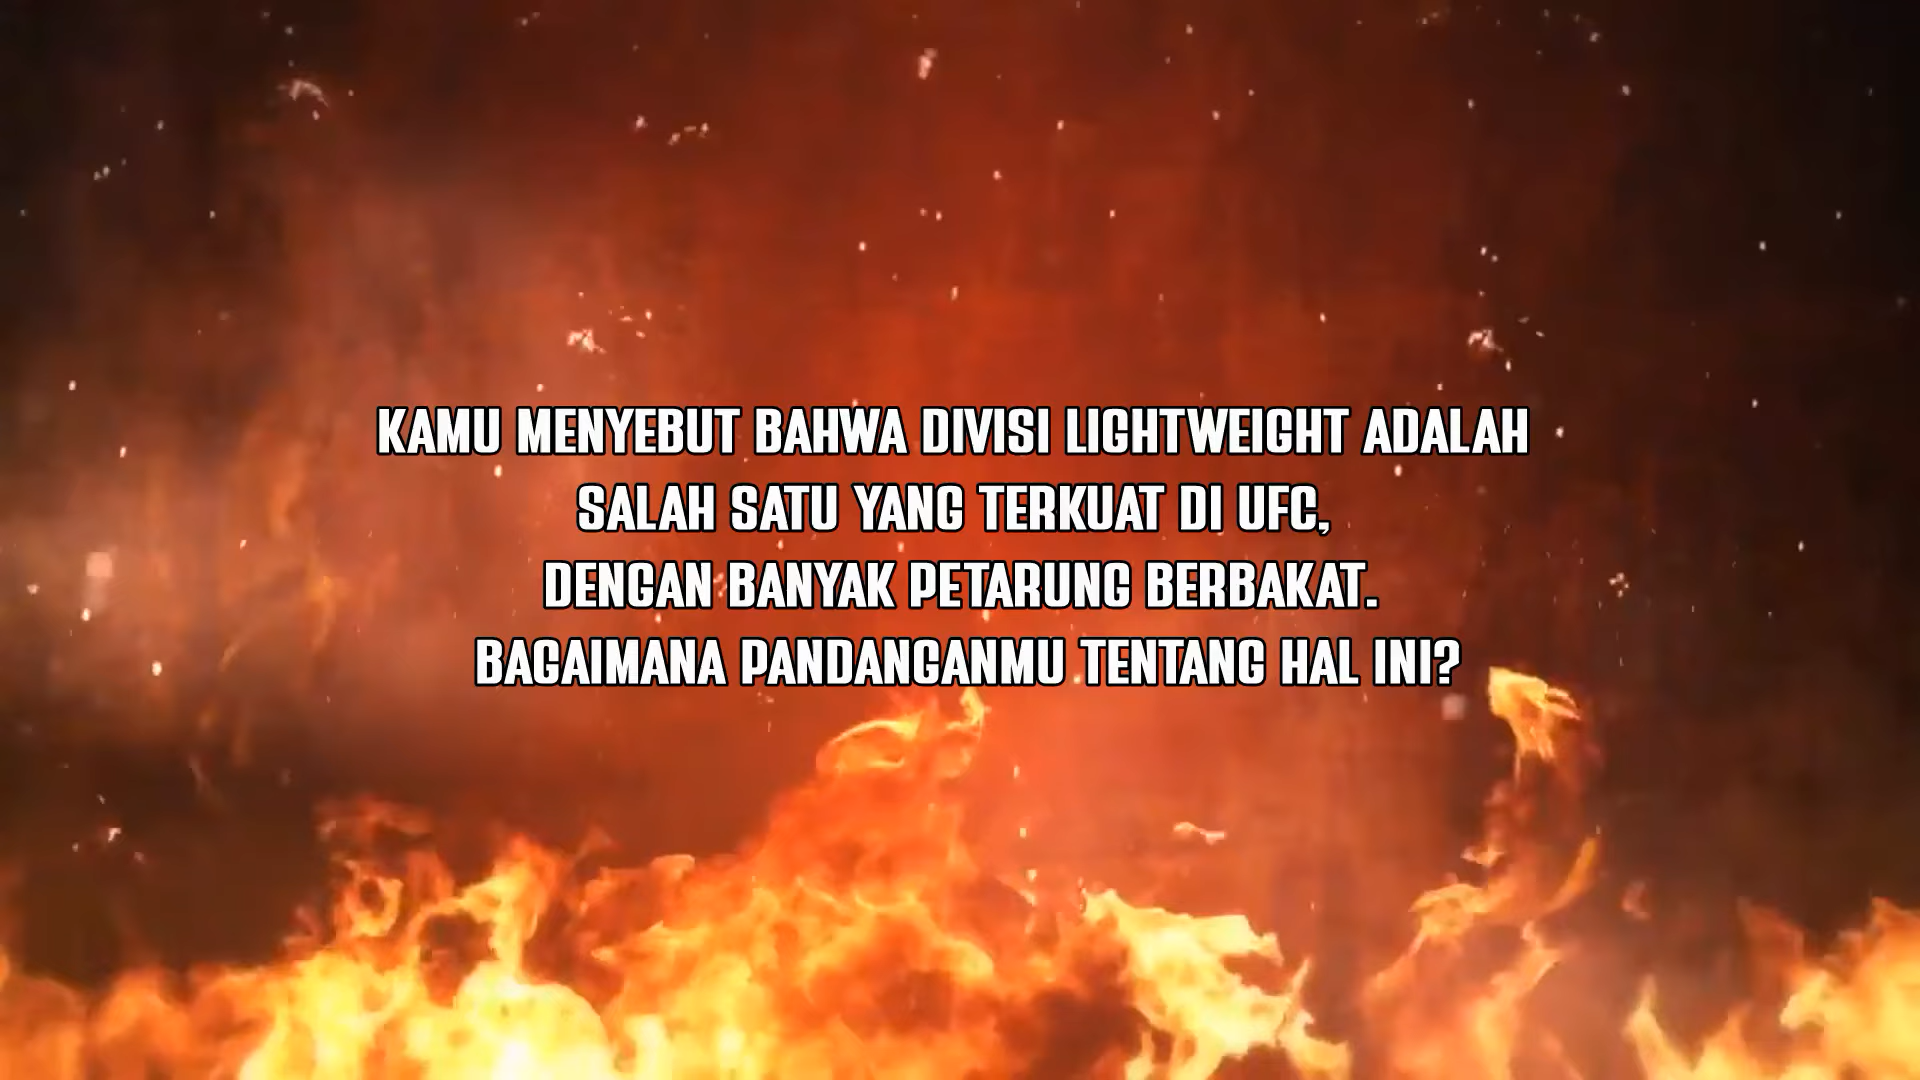 KAMU MENYEBUT BAHWA DIVISI LIGHTWEIGHT ADALAH
SALAH SATU YANG TERKUAT DI UFC,
DENGAN BANYAK PETARUNG BERBAKAT.
BAGAIMANA PANDANGANMU TENTANG HAL INI?